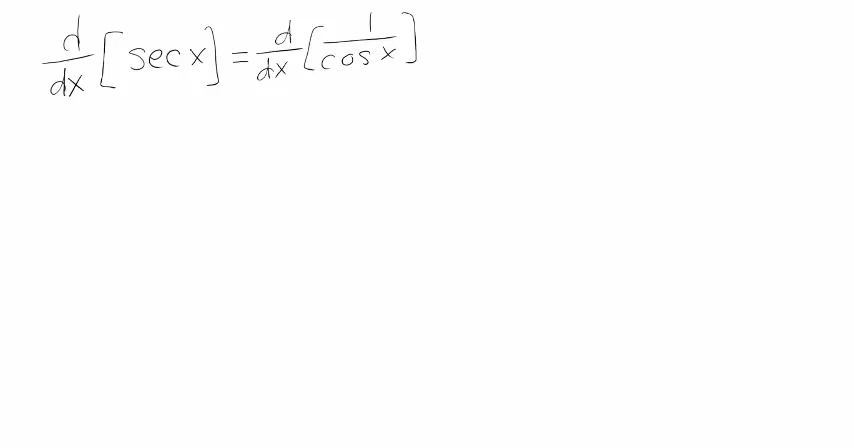 d/dx [sec x] = d/dx [1/cos x]